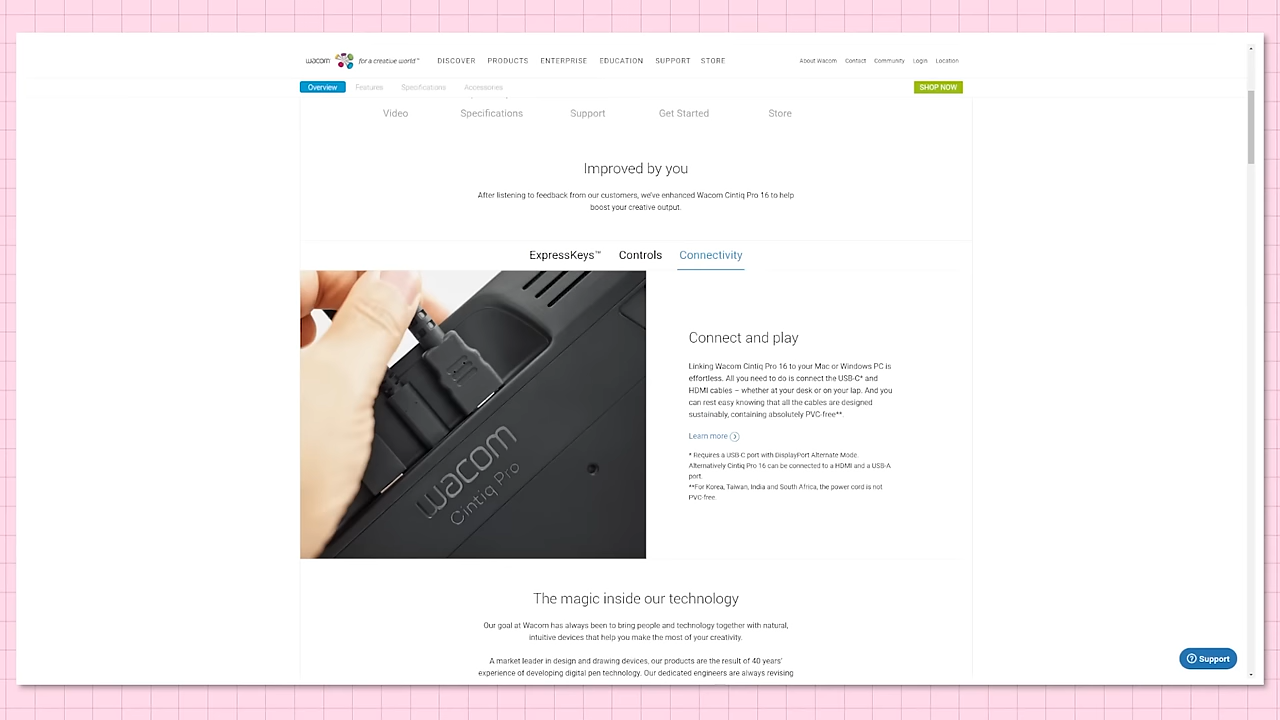 wacom for a creative world™ DISCOVER PRODUCTS ENTERPRISE EDUCATION SUPPORT STORE About Wacom Contact Community Login Location
Overview Features Specifications Accessories SHOP NOW
Video Specifications Support Get Started Store
Improved by you
After listening to feedback from our customers, we've enhanced Wacom Cintiq Pro 16 to help
boost your creative output.
ExpressKeys™ Controls Connectivity
Connect and play
Linking Wacom Cintiq Pro 16 to your Mac or Windows PC is
effortless. All you need to do is connect the USB-C* and
HDMI cables – whether at your desk or on your lap. And you
can rest easy knowing that all the cables are designed
sustainably, containing absolutely PVC-free**.
Learn more
* Requires a USB-C port with DisplayPort Alternate Mode.
Alternatively Cintiq Pro 16 can be connected to a HDMI and a USB-A
port.
**For Korea, Taiwan, India and South Africa, the power cord is not
PVC-free.
wacom
Cintiq Pro
The magic inside our technology
Our goal at Wacom has always been to bring people and technology together with natural,
intuitive devices that help you make the most of your creativity.
A market leader in design and drawing devices, our products are the result of 40 years'
experience of developing digital pen technology. Our dedicated engineers are always revising
Support